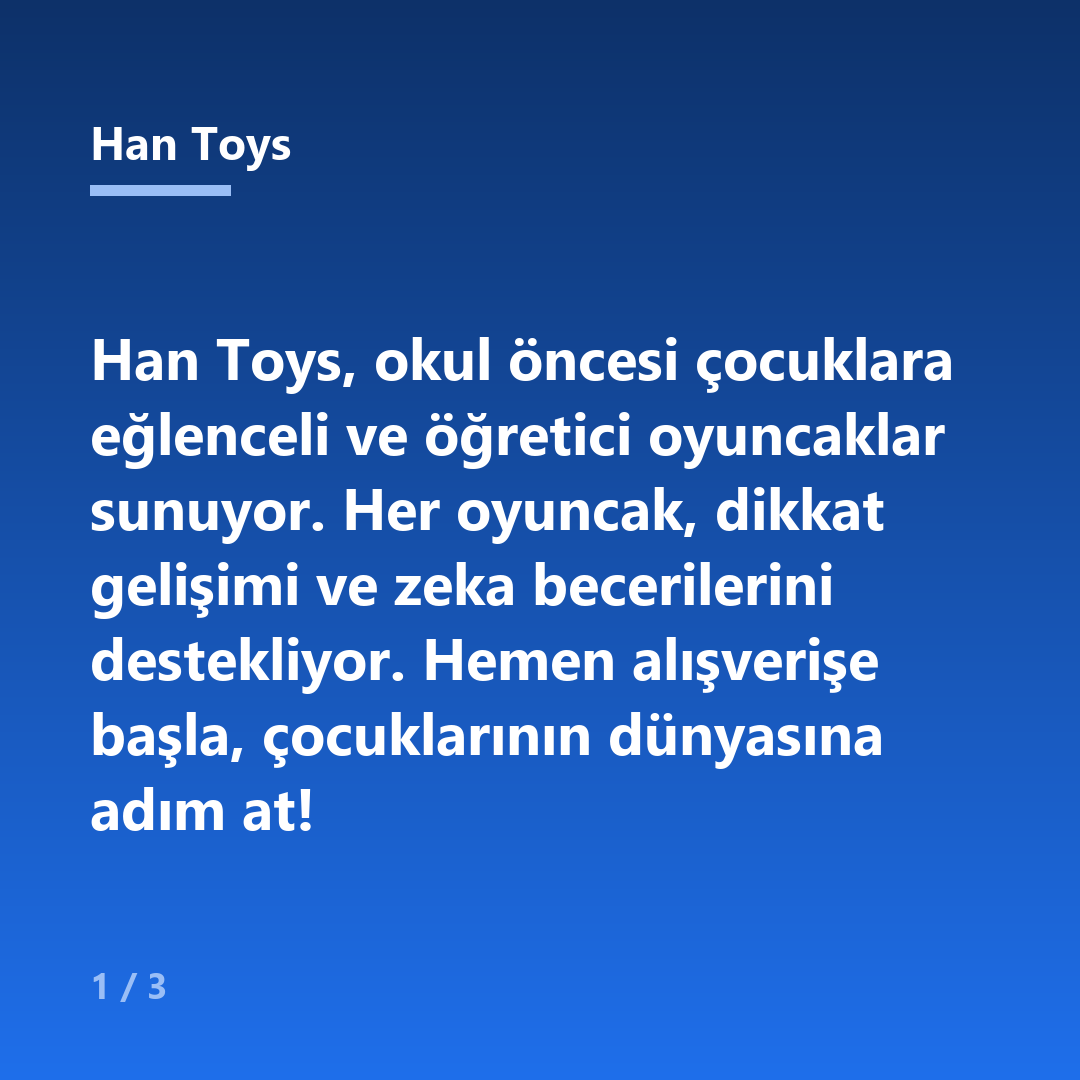 Han Toys
Han Toys, okul öncesi çocuklara
eğlenceli ve öğretici oyuncaklar
sunuyor. Her oyuncak, dikkat
gelişimi ve zeka becerilerini
destekliyor. Hemen alışverişe
başla, çocuklarının dünyasına
adım at!
1 / 3